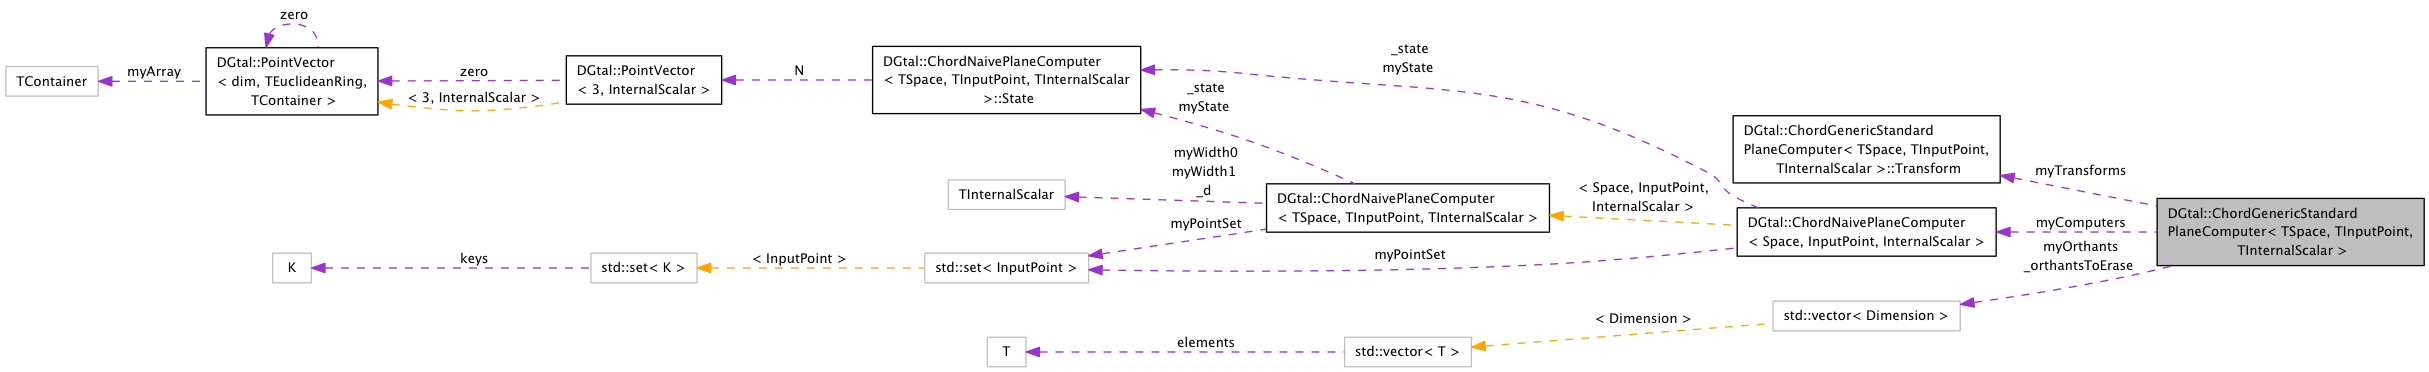 zero
TContainer
myArray
DGtal::PointVector
< dim, TEuclideanRing,
TContainer >
zero
< 3, InternalScalar >
DGtal::PointVector
< 3, InternalScalar >
N
DGtal::ChordNaivePlaneComputer
< TSpace, TInputPoint, TInternalScalar
>::State
_state
myState
_state
myState
myWidth0
myWidth1
_d
TInternalScalar
DGtal::ChordNaivePlaneComputer
< TSpace, TInputPoint, TInternalScalar >
< Space, InputPoint,
InternalScalar >
DGtal::ChordGenericStandard
PlaneComputer< TSpace, TInputPoint,
TInternalScalar >::Transform
myTransforms
DGtal::ChordNaivePlaneComputer
< Space, InputPoint, InternalScalar >
myComputers
DGtal::ChordGenericStandard
PlaneComputer< TSpace, TInputPoint,
TInternalScalar >
myOrthants
_orthantsToErase
myPointSet
myPointSet
K
keys
std::set< K >
< InputPoint >
std::set< InputPoint >
std::vector< Dimension >
< Dimension >
T
elements
std::vector< T >